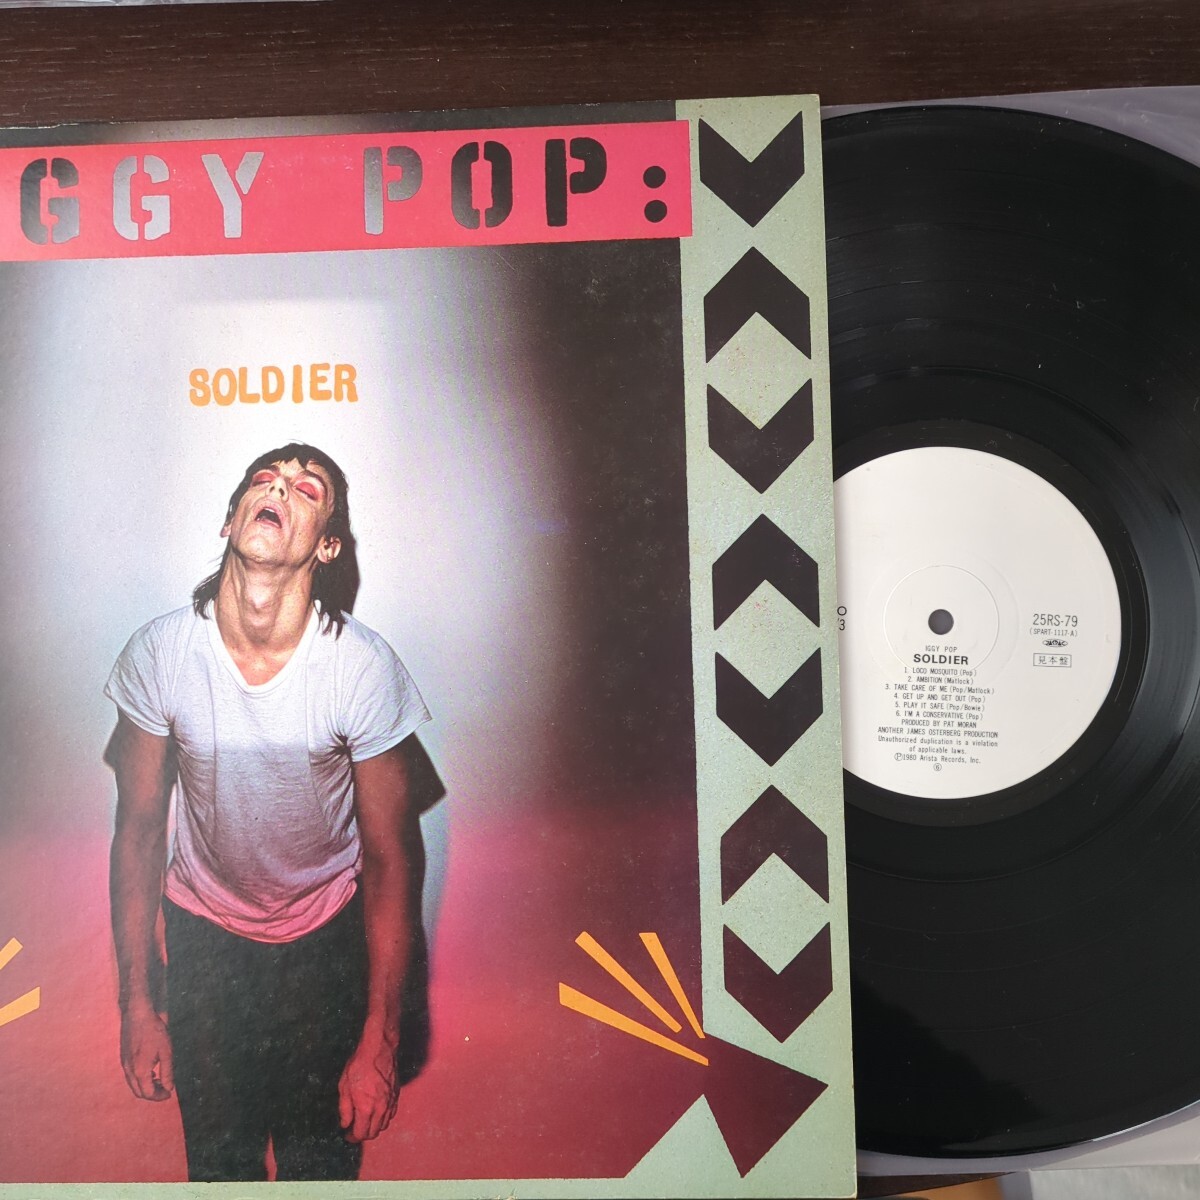 GGY POP:
SOLDIER
O
/3
25RS-79
(SPART-1117-A)
見本盤
IGGY POP
SOLDIER
1. LOCO MOSQUITO (Pop)
2. AMBITION (Matlock)
3. TAKE CARE OF ME (Pop/Matlock)
4. GET UP AND GET OUT (Pop)
5. PLAY IT SAFE (Pop/Bowie)
6. I'M A CONSERVATIVE (Pop)
PRODUCED BY PAT MORAN
ANOTHER JAMES OSTERBERG PRODUCTION
Unauthorized duplication is a violation
of applicable laws.
Ⓟ1980 Arista Records, Inc.